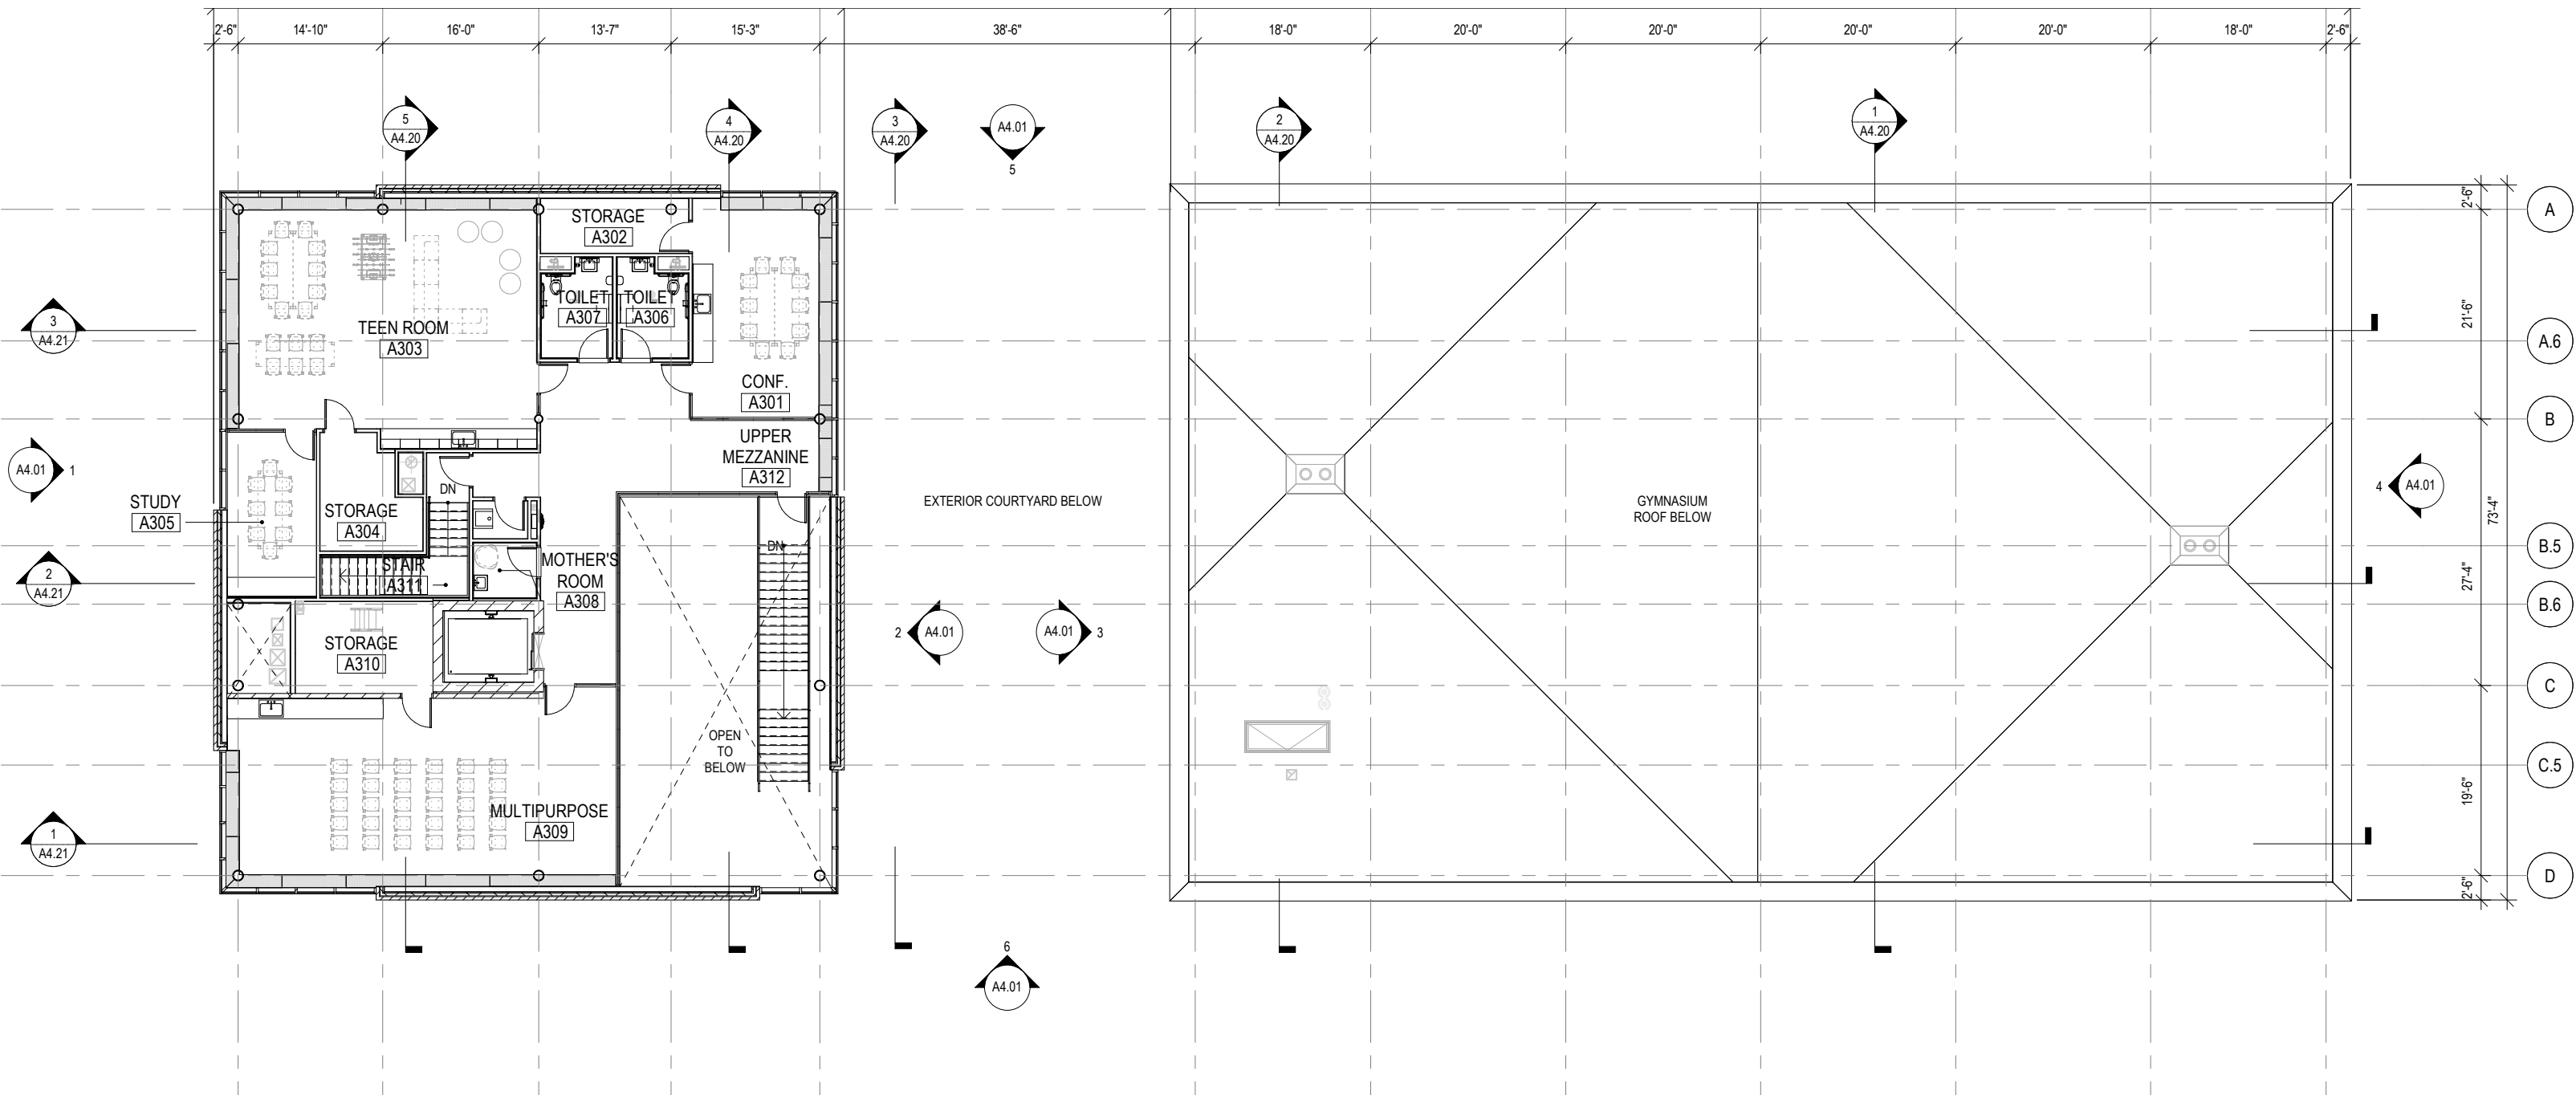 2'-6" 14'-10" 16'-0" 13'-7" 15'-3" 38'-6" 18'-0" 20'-0" 20'-0" 20'-0" 20'-0" 18'-0" 2'-6"
5
A4.20
4
A4.20
3
A4.20
A4.01
5
2
A4.20
1
A4.20
2'-6"
A
STORAGE
A302
TOILET
A307
TOILET
A306
TEEN ROOM
A303
3
A4.21
21'-6"
A.6
CONF.
A301
B
UPPER
MEZZANINE
A312
A4.01 1
DN
STUDY
A305
STORAGE
A304
EXTERIOR COURTYARD BELOW
GYMNASIUM
ROOF BELOW
4 A4.01
73'-4"
DN
B.5
STAIR
A311
MOTHER'S
ROOM
A308
2
A4.21
27'-4"
B.6
2 A4.01
A4.01 3
STORAGE
A310
C
OPEN
TO
BELOW
C.5
19'-6"
MULTIPURPOSE
A309
1
A4.21
2'-6"
D
6
A4.01